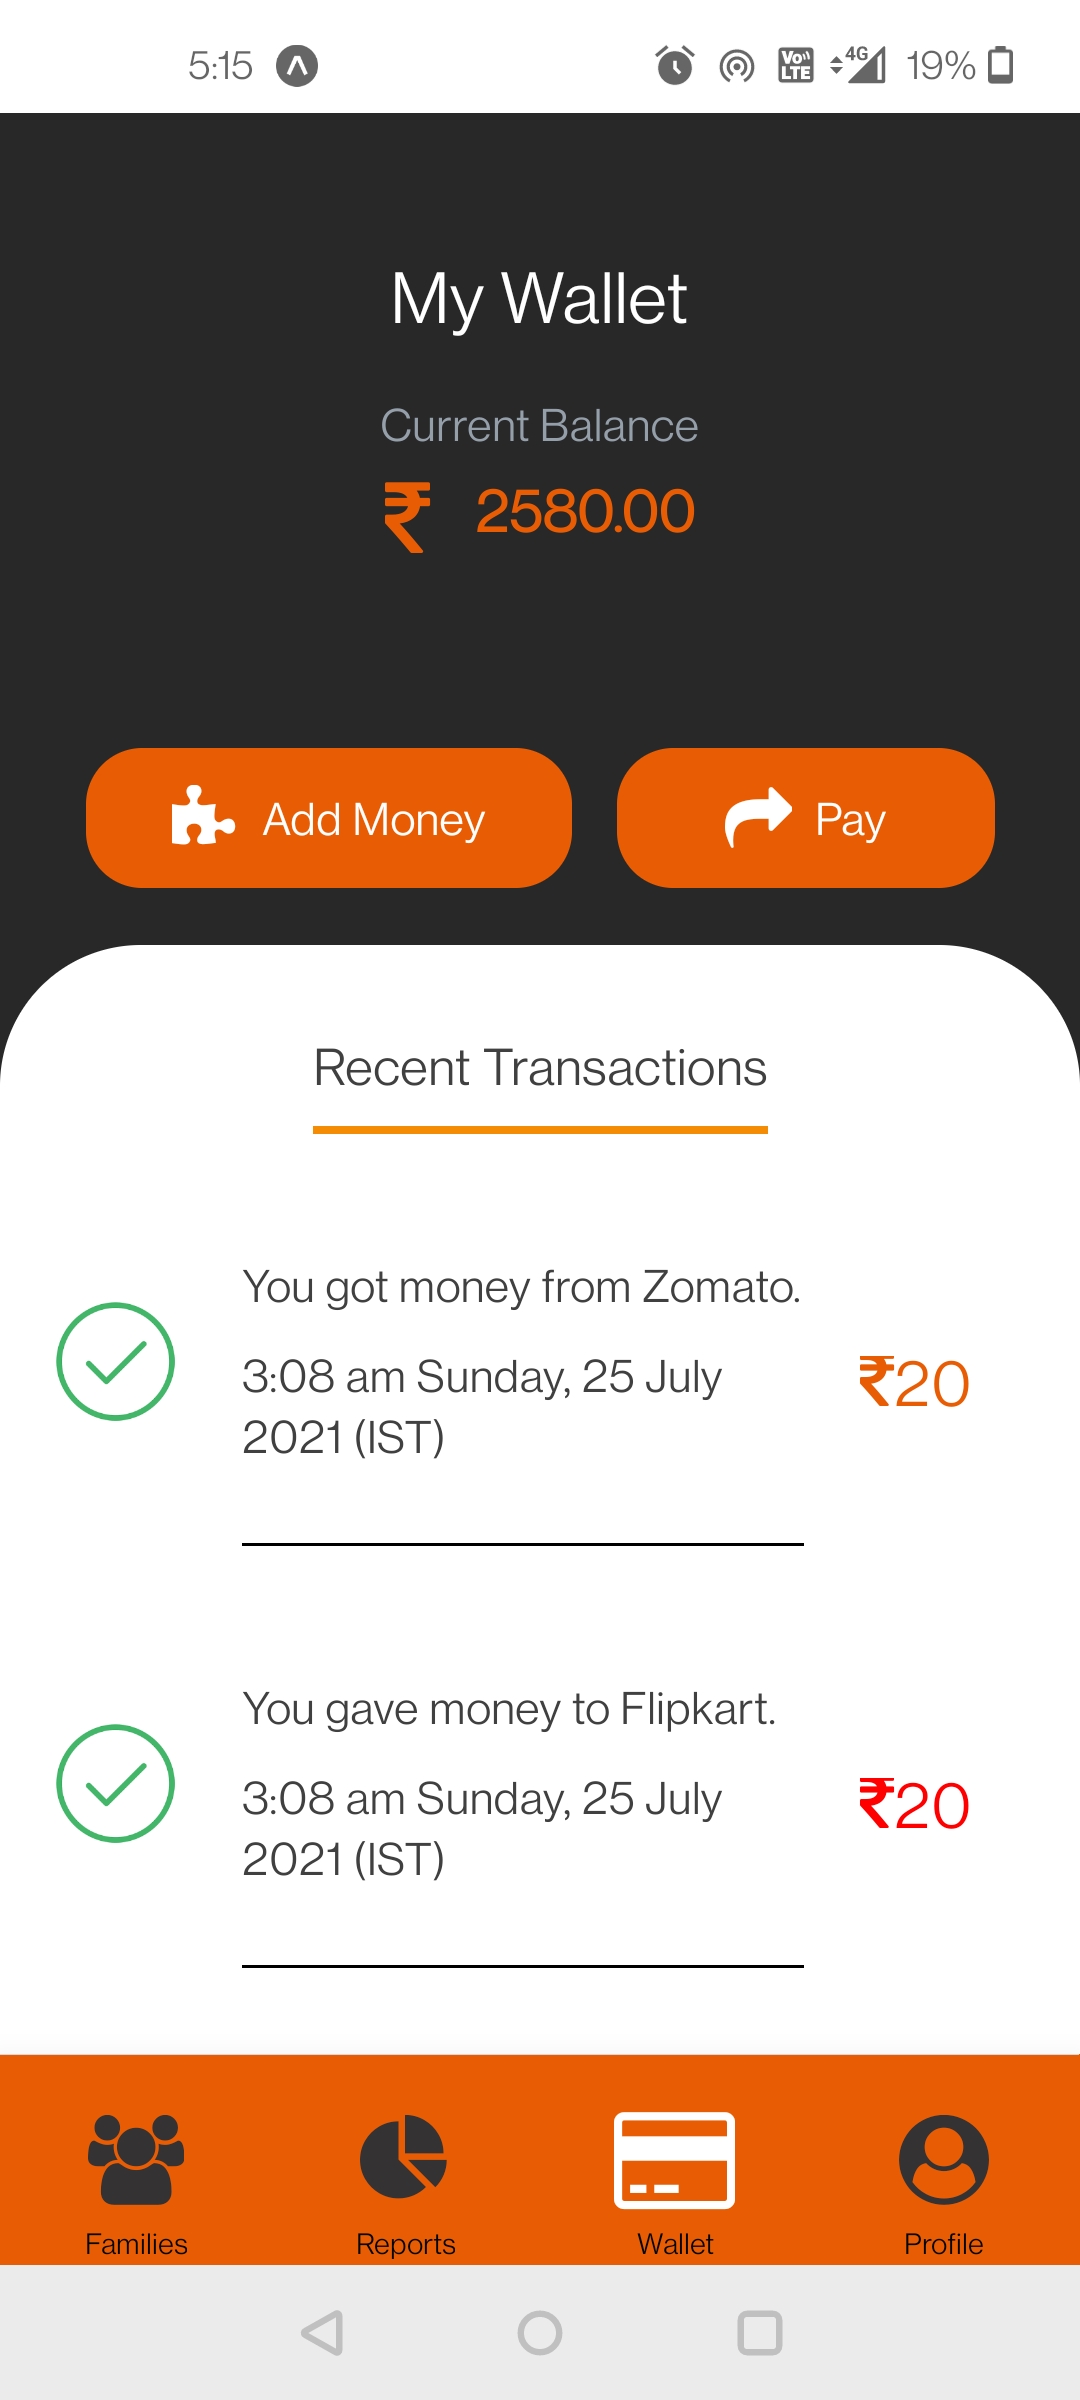 5:15 4G 19%
VoLTE
My Wallet
Current Balance
₹ 2580.00
Add Money Pay
Recent Transactions
You got money from Zomato.
3:08 am Sunday, 25 July
2021 (IST)
₹20
You gave money to Flipkart.
3:08 am Sunday, 25 July
2021 (IST)
₹20
Families Reports Wallet Profile